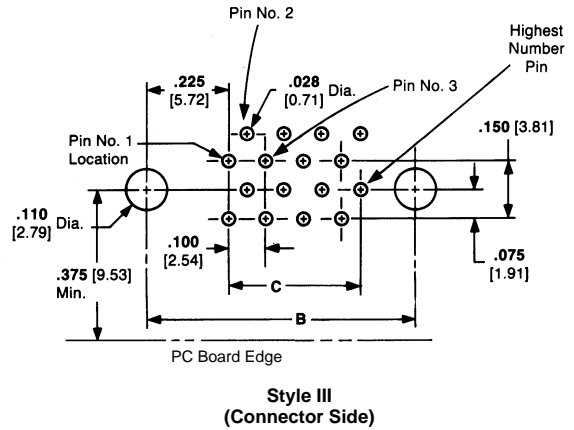 Pin No. 2
Highest
Number
Pin
.225
[5.72]
.028
[0.71] Dia.
Pin No. 3
.150 [3.81]
Pin No. 1
Location
.110
[2.79] Dia.
.100
[2.54]
.075
[1.91]
.375 [9.53]
Min.
C
B
PC Board Edge
Style III
(Connector Side)